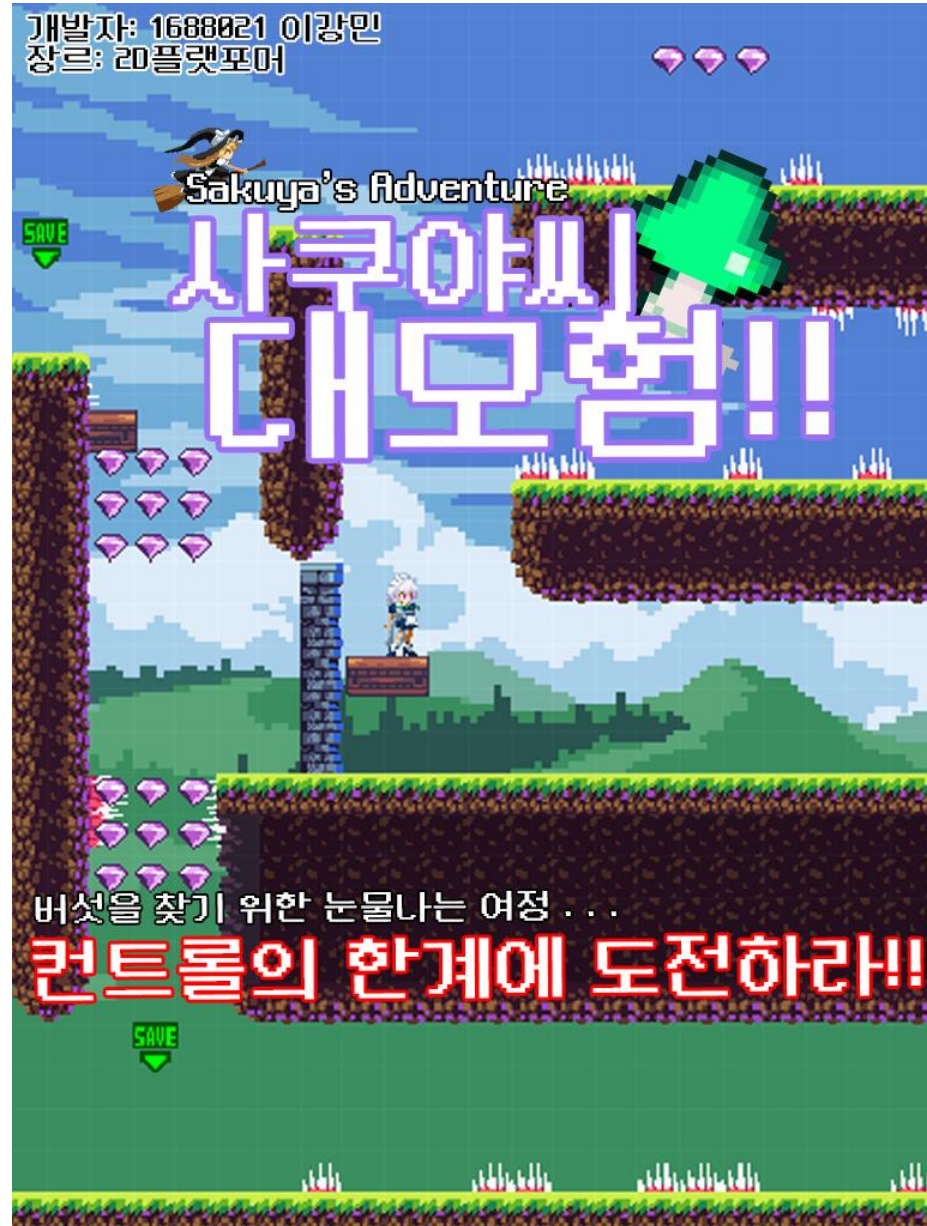 개발자: 1688021 이강민
장르: 2D플랫포머
Sakuya's Adventure
SAVE
사쿠야씨
대모험!!
버섯을 찾기 위한 눈물나는 여정 . . .
컨트롤의 한계에 도전하라!!
SAVE